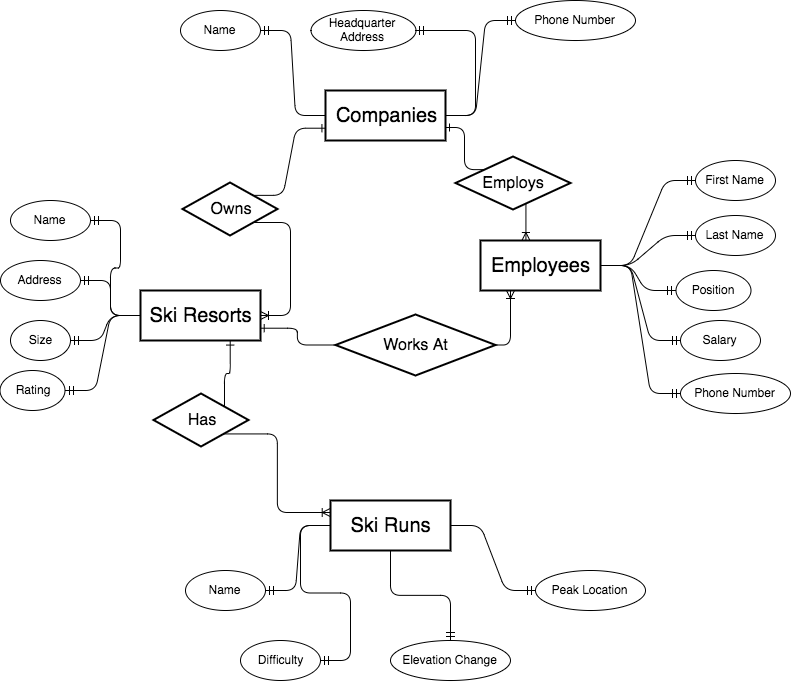 Name
Headquarter
Address
Phone Number
Companies
Employs
Owns
First Name
Last Name
Position
Salary
Phone Number
Employees
Name
Address
Size
Rating
Ski Resorts
Works At
Has
Ski Runs
Name
Difficulty
Elevation Change
Peak Location